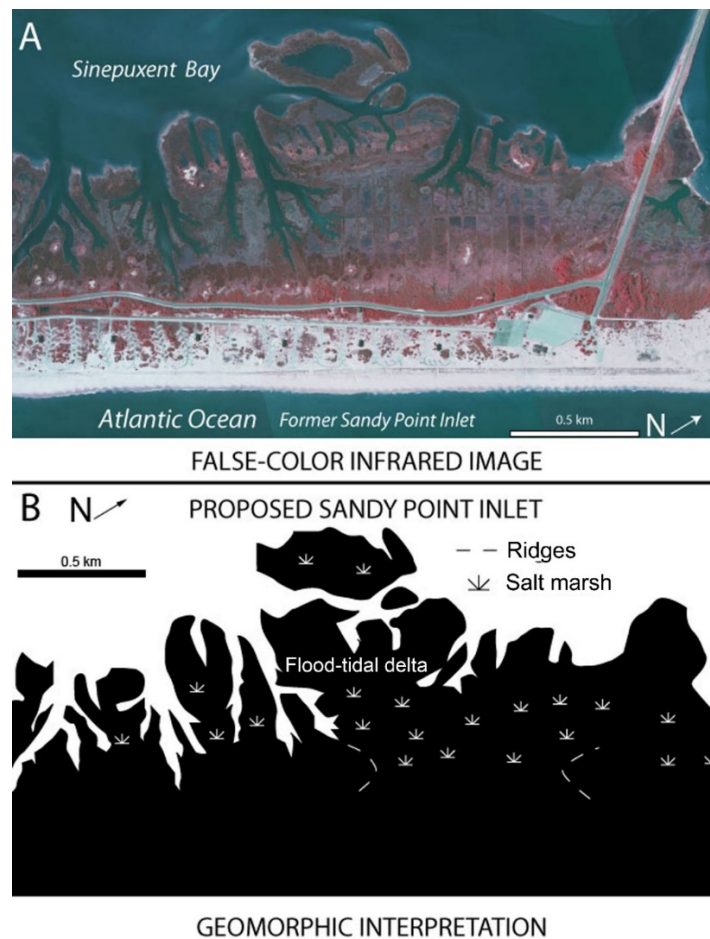 A
Sinepuxent Bay
Atlantic Ocean Former Sandy Point Inlet
0.5 km
N
FALSE-COLOR INFRARED IMAGE
B N PROPOSED SANDY POINT INLET
0.5 km
Ridges
Salt marsh
Flood-tidal delta
GEOMORPHIC INTERPRETATION